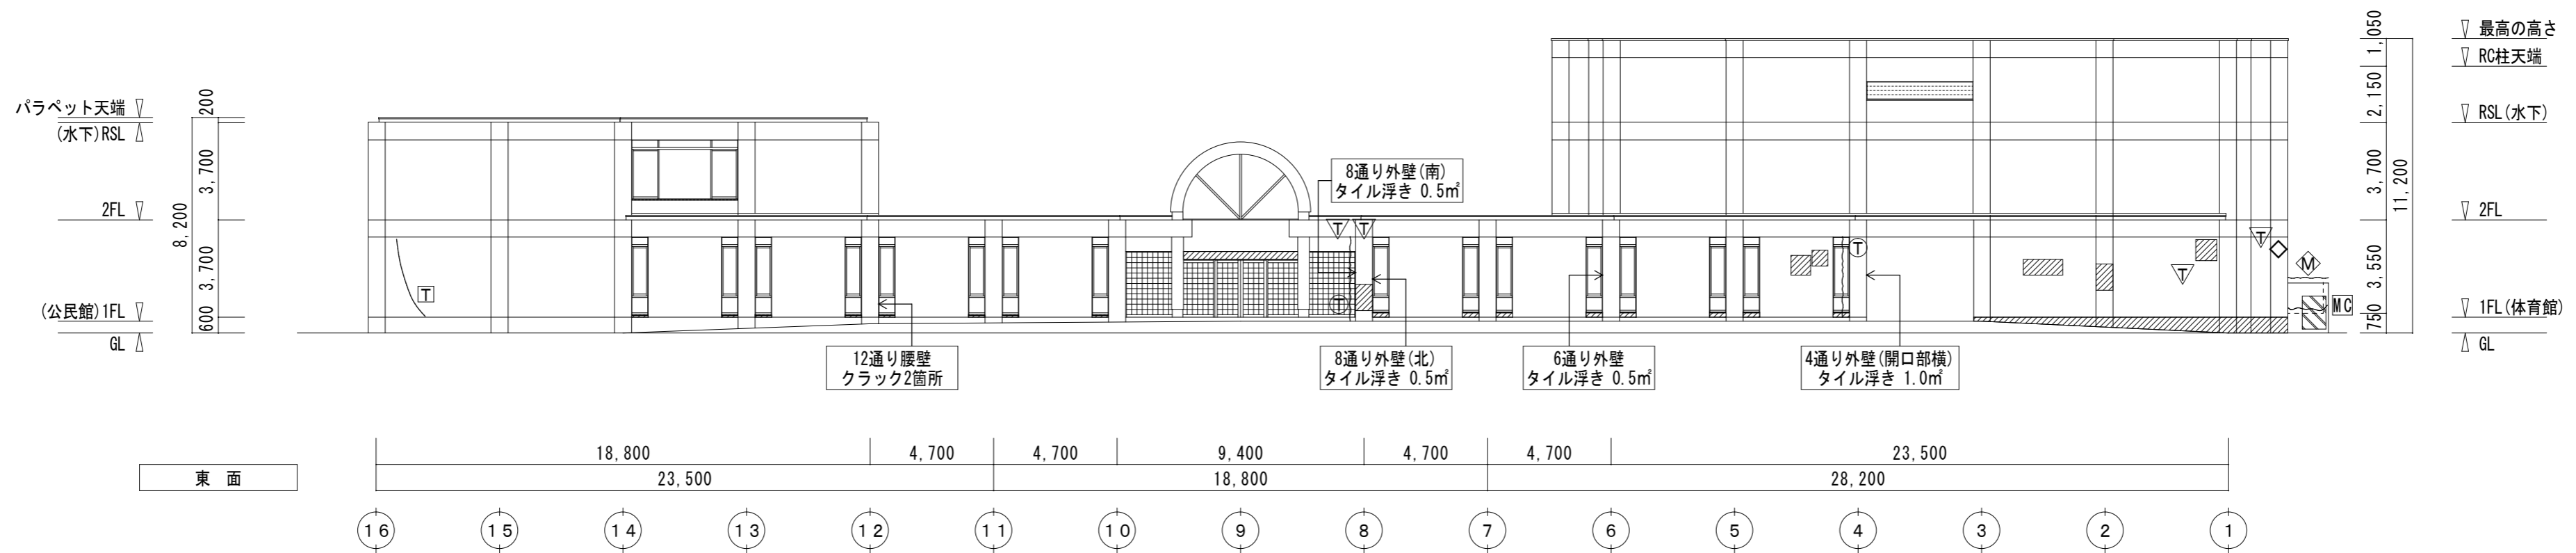 最高の高さ
RC柱天端
RSL(水下)
2FL
1FL(体育館)
GL
1,050
2,150
3,700
3,550
750
11,200
パラペット天端
(水下)RSL
2FL
(公民館)1FL
GL
200
3,700
3,700
600
8,200
8通り外壁(南)
タイル浮き 0.5㎡
T
T
T
T
T
T
T
M
MC
12通り腰壁
クラック2箇所
8通り外壁(北)
タイル浮き 0.5㎡
6通り外壁
タイル浮き 0.5㎡
4通り外壁(開口部横)
タイル浮き 1.0㎡
18,800
4,700
4,700
9,400
4,700
4,700
23,500
東 面
23,500
18,800
28,200
16
15
14
13
12
11
10
9
8
7
6
5
4
3
2
1